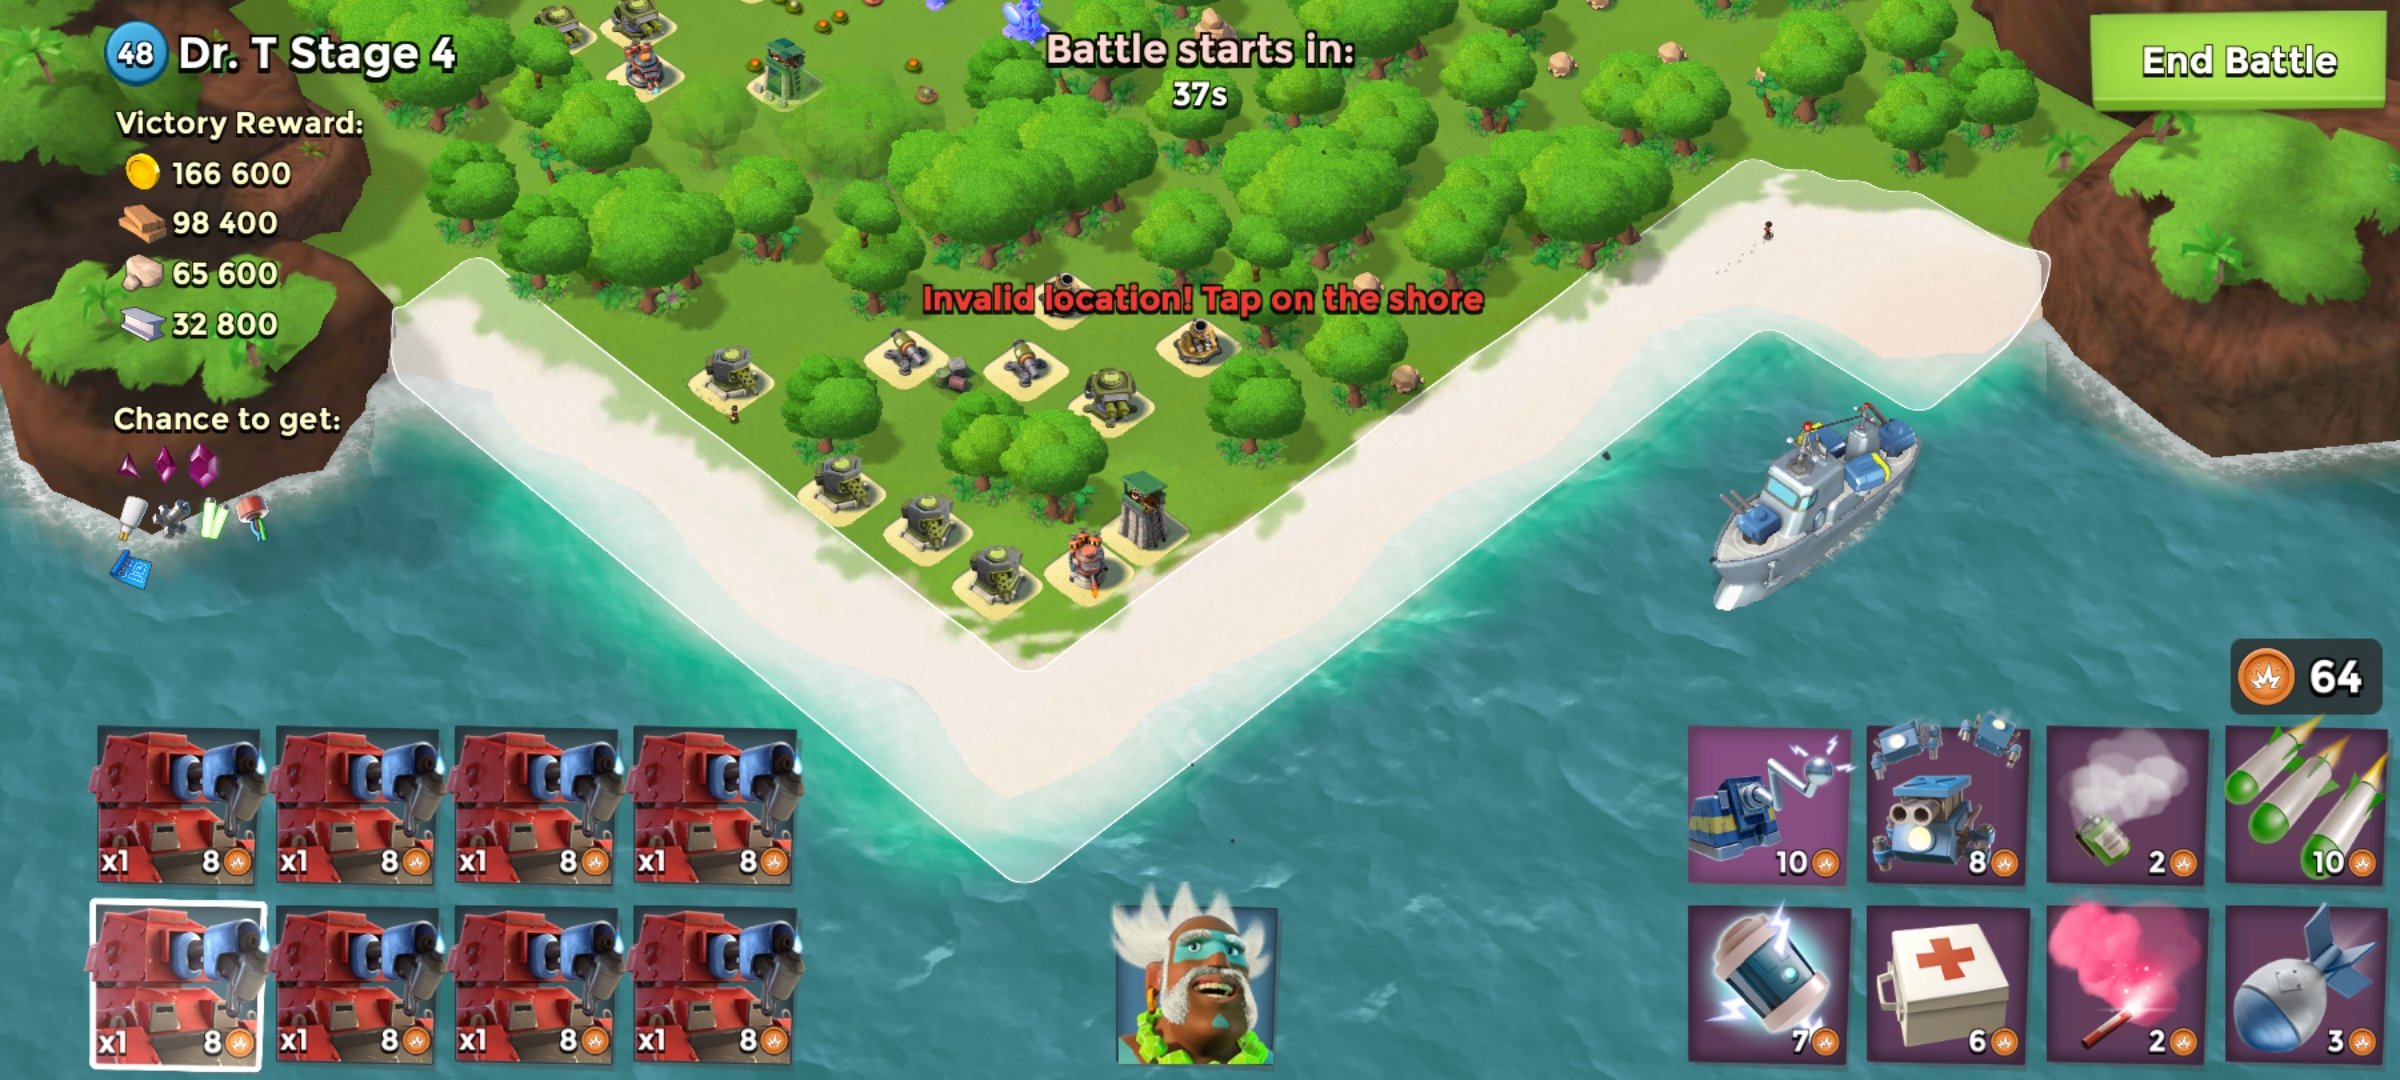 48 Dr. T Stage 4
Victory Reward:
166 600
98 400
65 600
32 800
Chance to get:
Battle starts in:
37s
End Battle
Invalid location! Tap on the shore
64
x1 8 x1 8 x1 8 x1 8
x1 8 x1 8 x1 8 x1 8
10 8 2 10
7 6 2 3